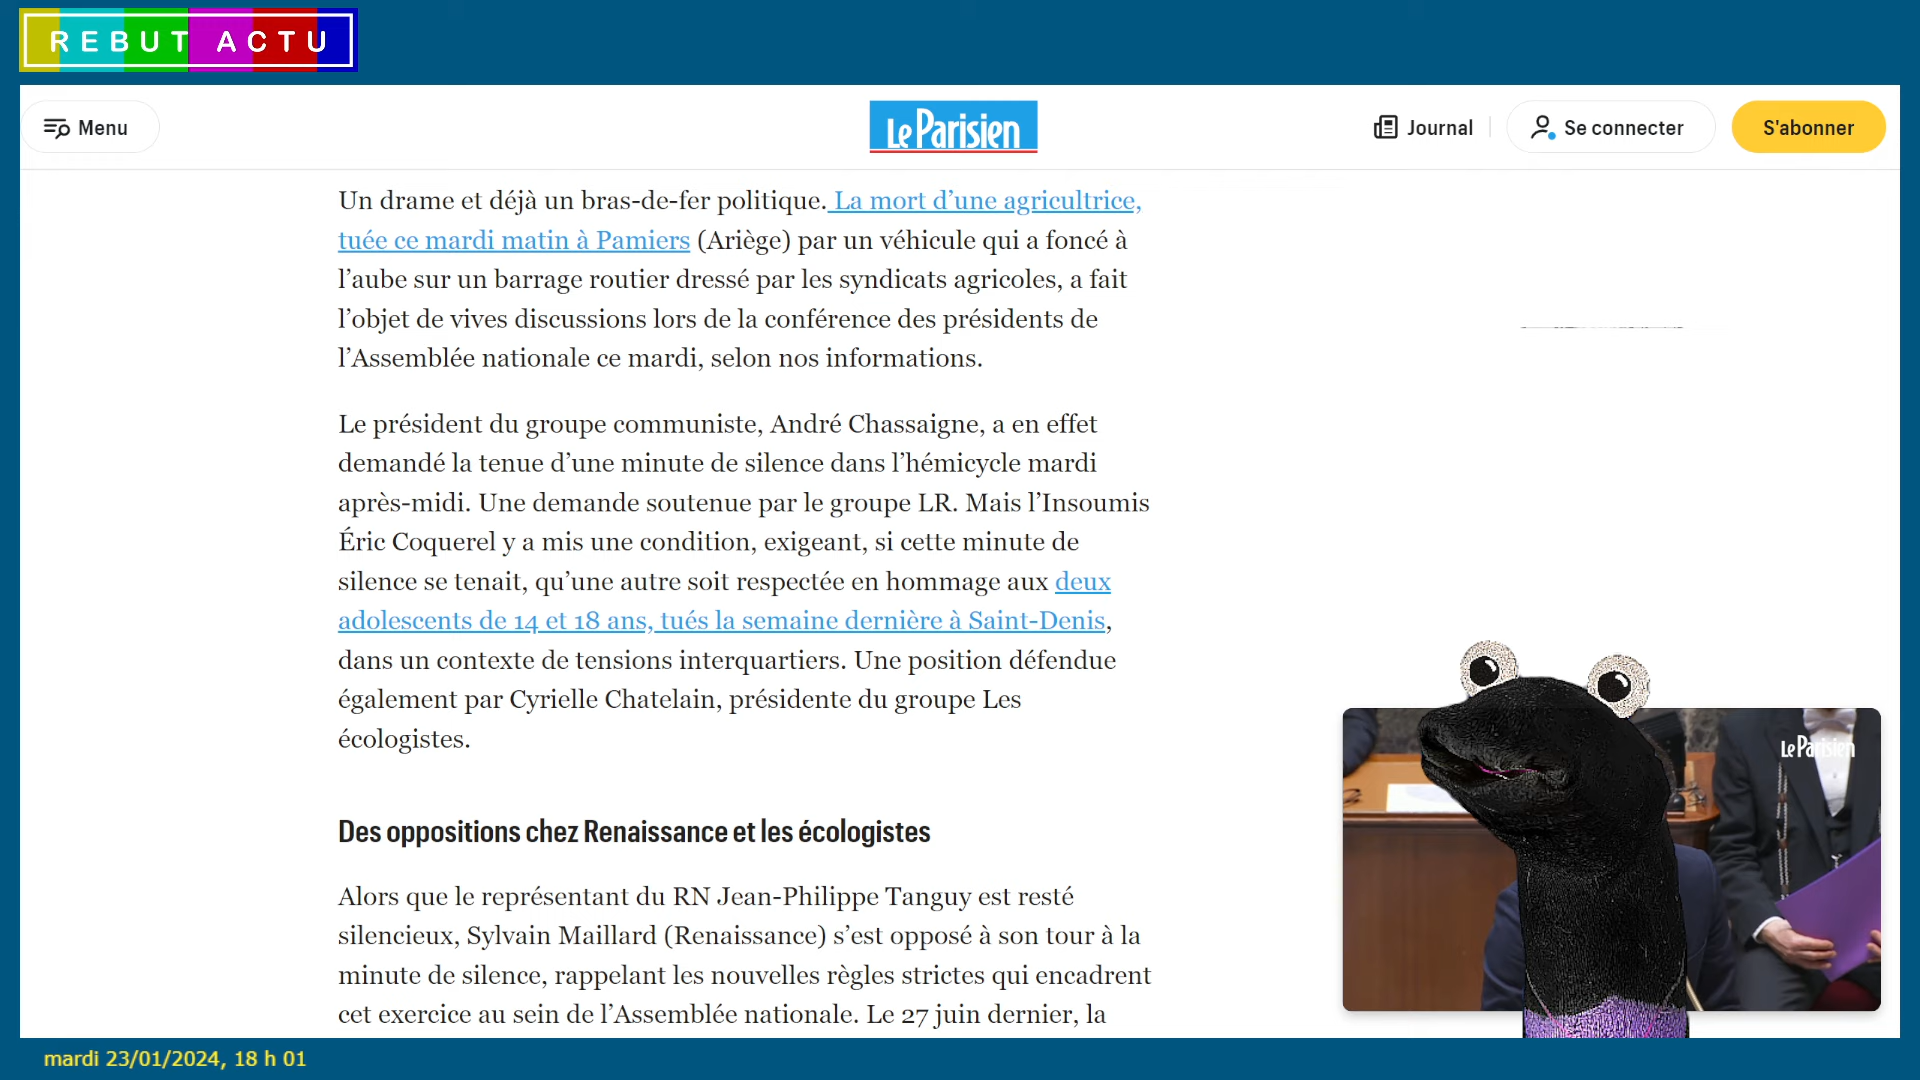 REBUT ACTU
Menu
Le Parisien
Journal
Se connecter
S'abonner
Un drame et déjà un bras-de-fer politique. La mort d’une agricultrice,
tuée ce mardi matin à Pamiers (Ariège) par un véhicule qui a foncé à
l’aube sur un barrage routier dressé par les syndicats agricoles, a fait
l’objet de vives discussions lors de la conférence des présidents de
l’Assemblée nationale ce mardi, selon nos informations.
Le président du groupe communiste, André Chassaigne, a en effet
demandé la tenue d’une minute de silence dans l’hémicycle mardi
après-midi. Une demande soutenue par le groupe LR. Mais l’Insoumis
Éric Coquerel y a mis une condition, exigeant, si cette minute de
silence se tenait, qu’une autre soit respectée en hommage aux deux
adolescents de 14 et 18 ans, tués la semaine dernière à Saint-Denis,
dans un contexte de tensions interquartiers. Une position défendue
également par Cyrielle Chatelain, présidente du groupe Les
écologistes.
Des oppositions chez Renaissance et les écologistes
Le Parisien
Alors que le représentant du RN Jean-Philippe Tanguy est resté
silencieux, Sylvain Maillard (Renaissance) s’est opposé à son tour à la
minute de silence, rappelant les nouvelles règles strictes qui encadrent
cet exercice au sein de l’Assemblée nationale. Le 27 juin dernier, la
mardi 23/01/2024, 18 h 01